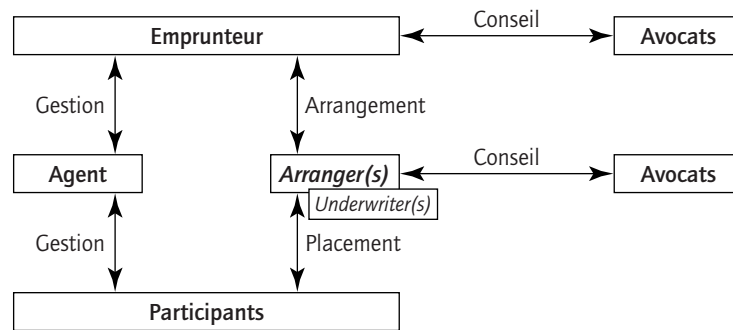 Conseil
Emprunteur
Avocats
Gestion
Arrangement
Conseil
Agent
Arranger(s)
Avocats
Underwriter(s)
Gestion
Placement
Participants